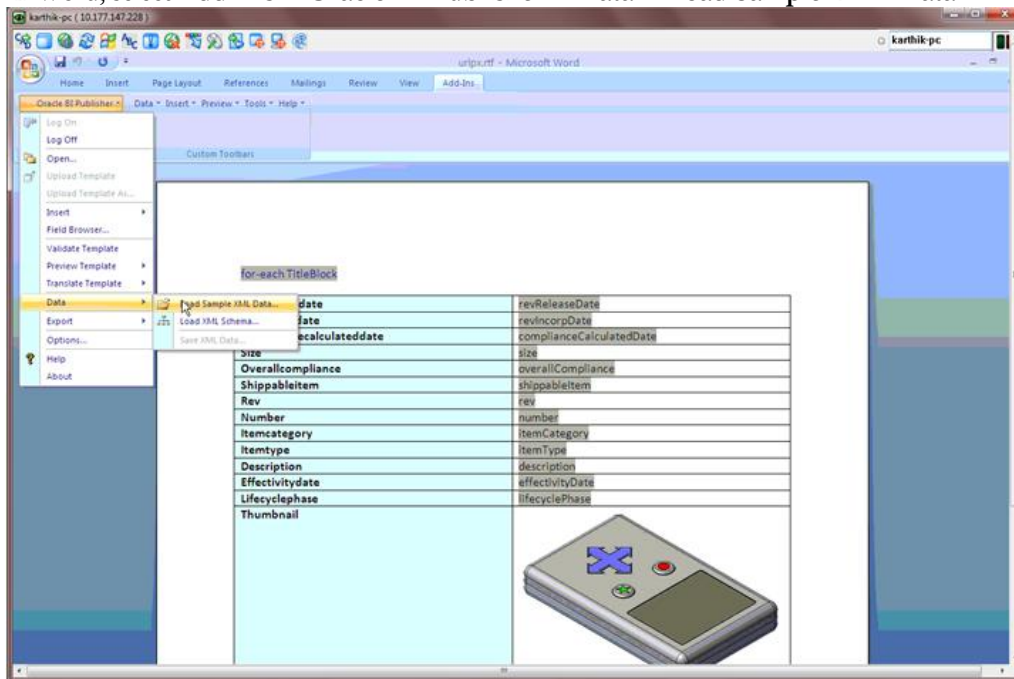 karthik-pc ( 10.177.147.228 )
karthik-pc
urlpx.rtf - Microsoft Word
Home Insert Page Layout References Mailings Review View Add-Ins
Oracle BI Publisher Data Insert Preview Tools Help
Log On
Log Off
Custom Toolbars
Open...
Upload Template
Upload Template As...
Insert
Field Browser...
Validate Template
Preview Template
Translate Template
Data
Load Sample XML Data...
Export
Load XML Schema...
Options...
Save XML Data...
Help
About
for-each TitleBlock
date revReleaseDate
date revIncorpDate
ecalculateddate complianceCalculatedDate
Size size
Overallcompliance overallCompliance
Shippableitem shippableItem
Rev rev
Number number
Itemcategory itemCategory
Itemtype itemType
Description description
Effectivitydate effectivityDate
Lifecyclephase lifecyclePhase
Thumbnail